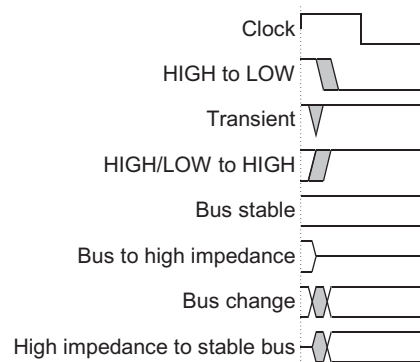 Clock
HIGH to LOW
Transient
HIGH/LOW to HIGH
Bus stable
Bus to high impedance
Bus change
High impedance to stable bus